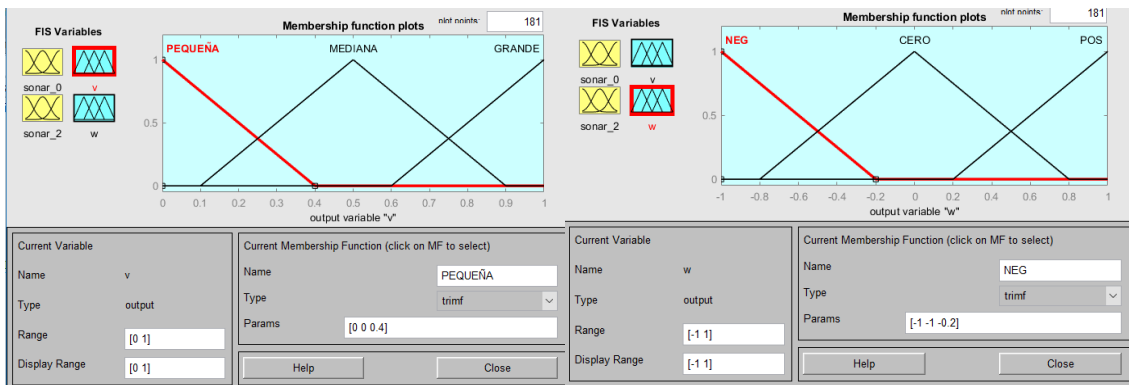 FIS Variables
sonar_0
v
sonar_2
w
Membership function plots
plot points:
181
PEQUEÑA
MEDIANA
GRANDE
1
0.5
0
0
0.1
0.2
0.3
0.4
0.5
0.6
0.7
0.8
0.9
1
output variable "v"
Current Variable
Name
v
Type
output
Range
[0 1]
Display Range
[0 1]
Current Membership Function (click on MF to select)
Name
PEQUEÑA
Type
trimf
Params
[0 0 0.4]
Help
Close
FIS Variables
sonar_0
v
sonar_2
w
Membership function plots
plot points:
181
NEG
CERO
POS
1
0.5
0
-1
-0.8
-0.6
-0.4
-0.2
0
0.2
0.4
0.6
0.8
1
output variable "w"
Current Variable
Name
w
Type
output
Range
[-1 1]
Display Range
[-1 1]
Current Membership Function (click on MF to select)
Name
NEG
Type
trimf
Params
[-1 -1 -0.2]
Help
Close